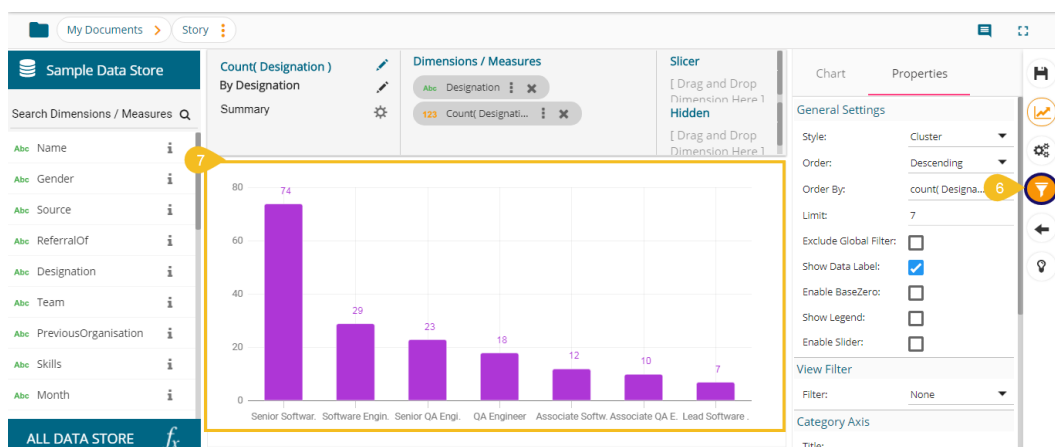 My Documents > Story
Sample Data Store
Search Dimensions / Measures
Abc Name i
Abc Gender i
Abc Source i
Abc ReferralOf i
Abc Designation i
Abc Team i
Abc PreviousOrganisation i
Abc Skills i
Abc Month i
ALL DATA STORE fx
Count( Designation )
By Designation
Summary
Dimensions / Measures
Abc Designation
123 Count( Designati...
Slicer
[ Drag and Drop
Dimension Here ]
Hidden
[ Drag and Drop
Dimension Here ]
7
80
60
40
20
0
74
29
23
18
12
10
7
Senior Softwar. Software Engin. Senior QA Engi. QA Engineer Associate Softw. Associate QA E. Lead Software .
Chart Properties
General Settings
Style: Cluster
Order: Descending
Order By: count( Designa...
6
Limit: 7
Exclude Global Filter:
Show Data Label:
Enable BaseZero:
Show Legend:
Enable Slider:
View Filter
Filter: None
Category Axis
Title: